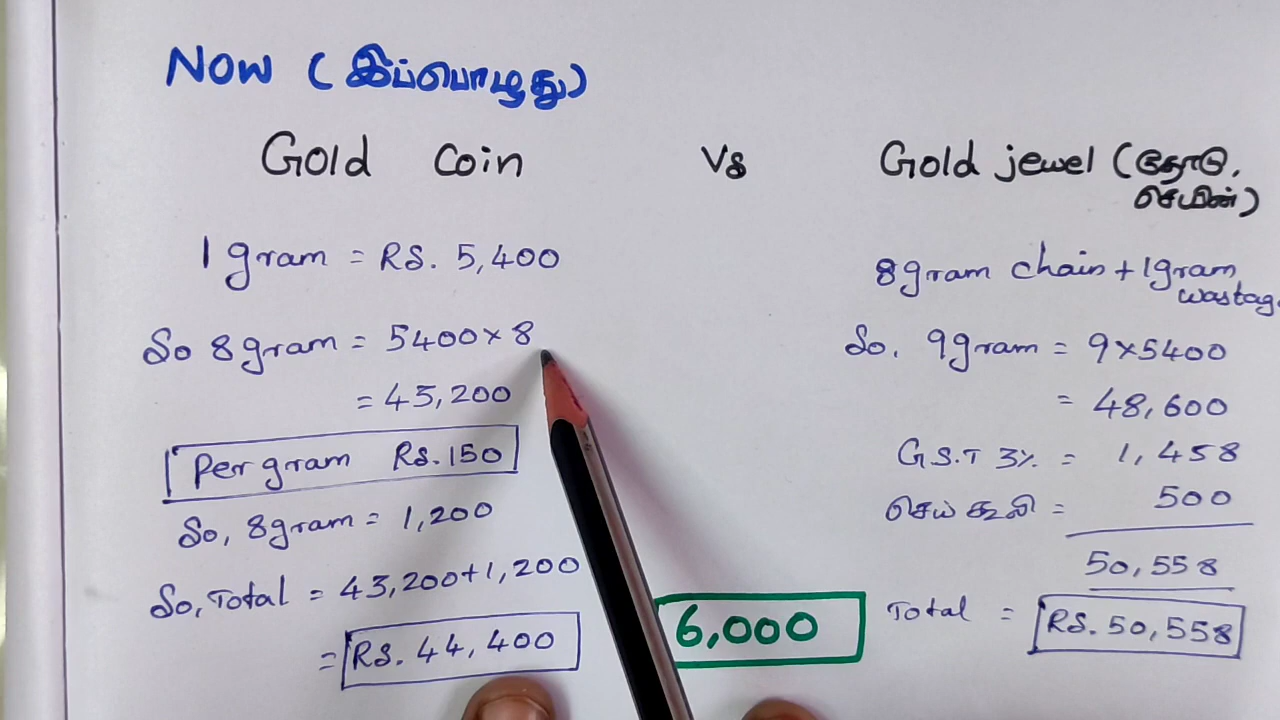 Now (இப்பொழுது)
Gold Coin Vs Gold jewel (தோடு, செயின்)
1 gram = RS. 5,400
So 8 gram = 5400 x 8
= 43,200
Per gram Rs. 150
So, 8 gram = 1,200
So, Total = 43,200 + 1,200
= RS. 44,400
6,000
8 gram chain + 1 gram
wastag
So, 9 gram = 9 x 5400
= 48,600
G.S.T 3% = 1,458
செய் கூலி = 500
50,558
Total = RS. 50,558